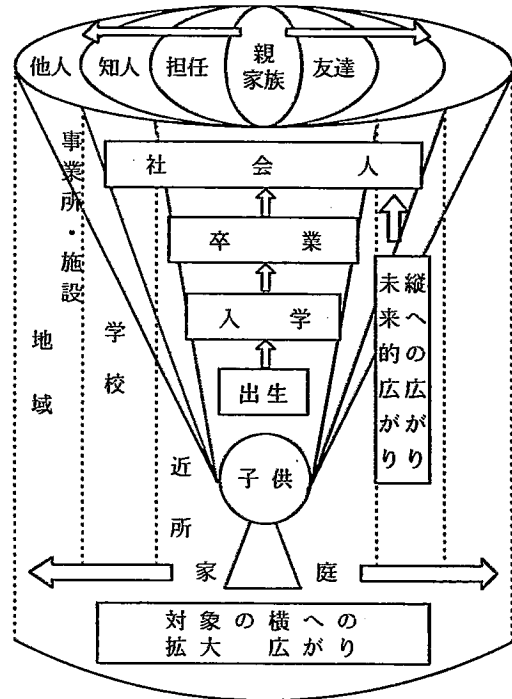 他人 知人 担任 親家族 友達
社会人
卒業
入学
出生
子供
事業所・施設
地域
学校
近所
家庭
縦への広がり
未来的広がり
対象の横への
拡大 広がり